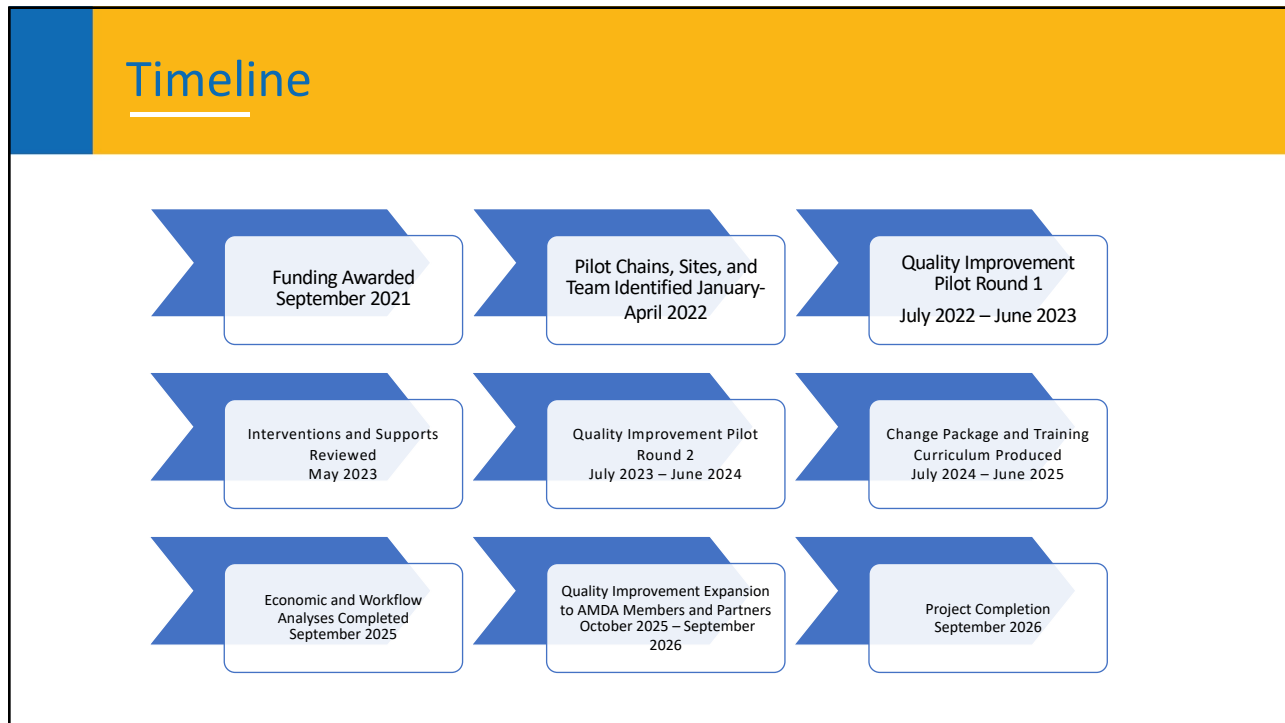 Timeline
Funding Awarded
September 2021
Pilot Chains, Sites, and
Team Identified January-
April 2022
Quality Improvement
Pilot Round 1
July 2022 – June 2023
Interventions and Supports
Reviewed
May 2023
Quality Improvement Pilot
Round 2
July 2023 – June 2024
Change Package and Training
Curriculum Produced
July 2024 – June 2025
Economic and Workflow
Analyses Completed
September 2025
Quality Improvement Expansion
to AMDA Members and Partners
October 2025 – September
2026
Project Completion
September 2026